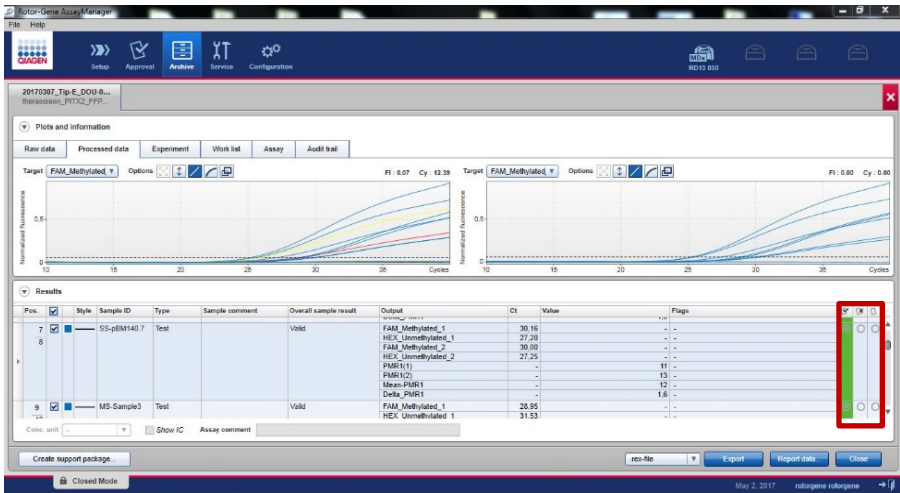 Rotor-Gene AssayManager
File Help
QIAGEN
Setup Approval Archive Service Configuration
RD13 030
20170307_Tip-E_DOU-0...
therascreen_PITX2_FFP...
Plots and information
Raw data Processed data Experiment Work list Assay Audit trail
Target FAM_Methylated_ Options Fl : 0.07 Cy : 12.39
Normalized fluorescence
0,5
0
10 15 20 25 30 35 Cycles
Target FAM_Methylated_ Options Fl : 0.00 Cy : 0.00
Normalized fluorescence
0,5
0
10 15 20 25 30 35 Cycles
Results
Pos. Style Sample ID Type Sample comment Overall sample result Output Ct Value Flags
7 SS-pBM140.7 Test Valid FAM_Methylated_1 30,16 - -
8 HEX_Unmethylated_1 27,20 - -
FAM_Methylated_2 30,00 - -
HEX_Unmethylated_2 27,25 - -
PMR1(1) - 11 -
PMR1(2) - 13 -
Mean-PMR1 - 12 -
Delta_PMR1 - 1,6 -
9 MS-Sample3 Test Valid FAM_Methylated_1 28,95 - -
HEX_Unmethylated_1 31,53 - -
Conc. unit - Show IC Assay comment
Create support package... rex-file Export Report data... Close
Closed Mode May 2, 2017 rotorgene rotorgene